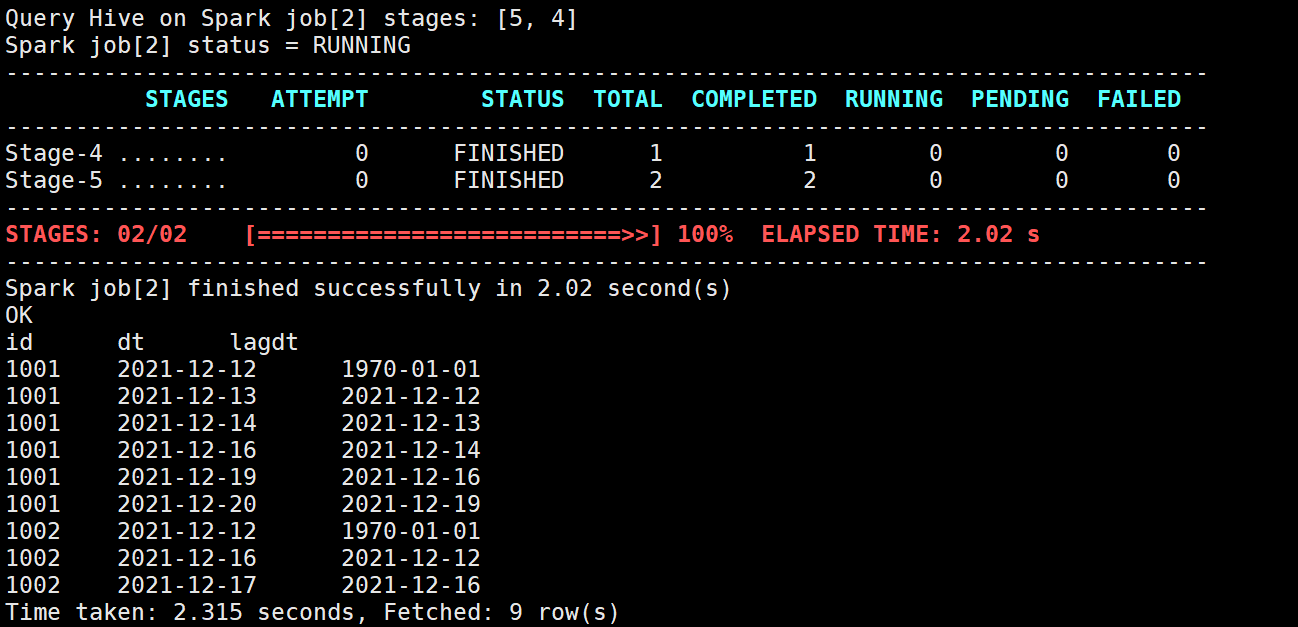 Query Hive on Spark job[2] stages: [5, 4]
Spark job[2] status = RUNNING
--------------------------------------------------------------------------------------
STAGES   ATTEMPT        STATUS  TOTAL  COMPLETED  RUNNING  PENDING  FAILED
--------------------------------------------------------------------------------------
Stage-4 ........         0      FINISHED      1          1        0        0       0
Stage-5 ........         0      FINISHED      2          2        0        0       0
--------------------------------------------------------------------------------------
STAGES: 02/02    [==========================>>] 100%  ELAPSED TIME: 2.02 s
--------------------------------------------------------------------------------------
Spark job[2] finished successfully in 2.02 second(s)
OK
id      dt      lagdt
1001    2021-12-12      1970-01-01
1001    2021-12-13      2021-12-12
1001    2021-12-14      2021-12-13
1001    2021-12-16      2021-12-14
1001    2021-12-19      2021-12-16
1001    2021-12-20      2021-12-19
1002    2021-12-12      1970-01-01
1002    2021-12-16      2021-12-12
1002    2021-12-17      2021-12-16
Time taken: 2.315 seconds, Fetched: 9 row(s)